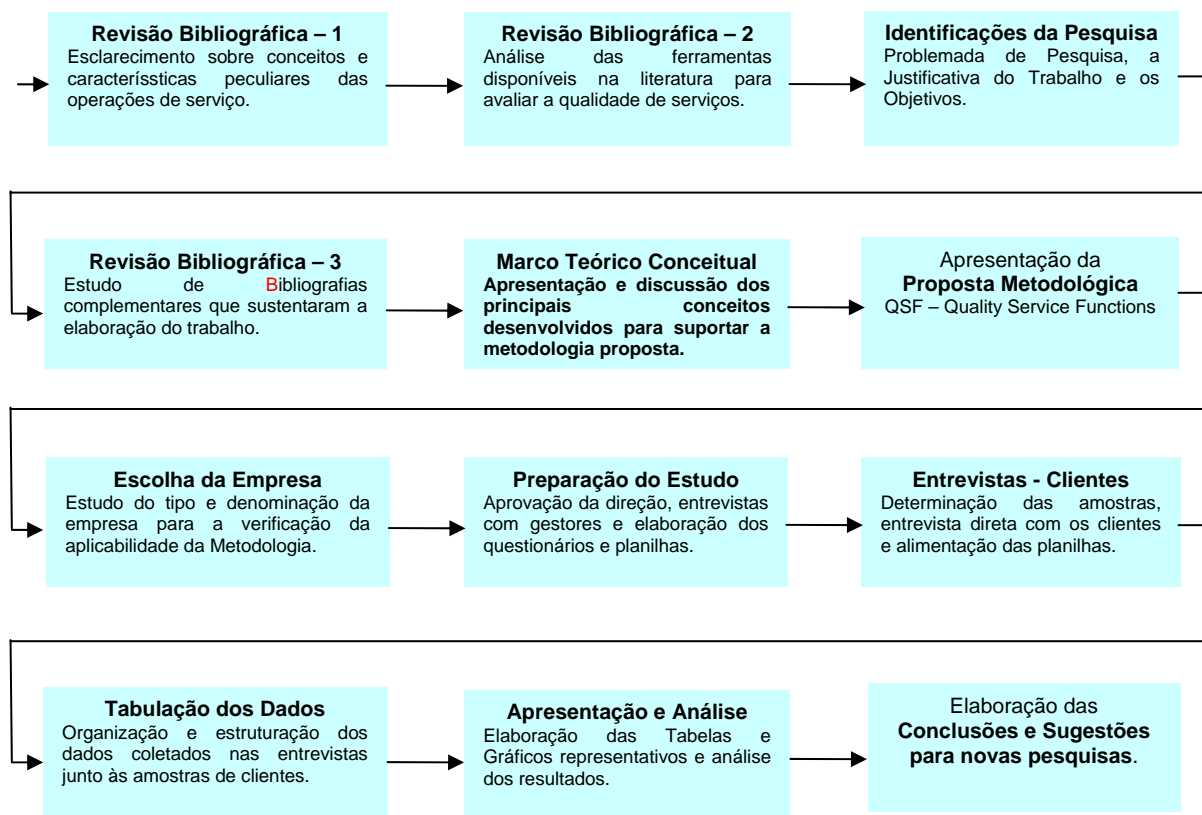 Revisão Bibliográfica – 1
Esclarecimento sobre conceitos e
caracteríssticas peculiares das
operações de serviço.
Revisão Bibliográfica – 2
Análise das ferramentas
disponíveis na literatura para
avaliar a qualidade de serviços.
Identificações da Pesquisa
Problemada de Pesquisa, a
Justificativa do Trabalho e os
Objetivos.
Revisão Bibliográfica – 3
Estudo de Bibliografias
complementares que sustentaram a
elaboração do trabalho.
Marco Teórico Conceitual
Apresentação e discussão dos
principais conceitos
desenvolvidos para suportar a
metodologia proposta.
Apresentação da
Proposta Metodológica
QSF – Quality Service Functions
Escolha da Empresa
Estudo do tipo e denominação da
empresa para a verificação da
aplicabilidade da Metodologia.
Preparação do Estudo
Aprovação da direção, entrevistas
com gestores e elaboração dos
questionários e planilhas.
Entrevistas - Clientes
Determinação das amostras,
entrevista direta com os clientes
e alimentação das planilhas.
Tabulação dos Dados
Organização e estruturação dos
dados coletados nas entrevistas
junto às amostras de clientes.
Apresentação e Análise
Elaboração das Tabelas e
Gráficos representativos e análise
dos resultados.
Elaboração das
Conclusões e Sugestões
para novas pesquisas.